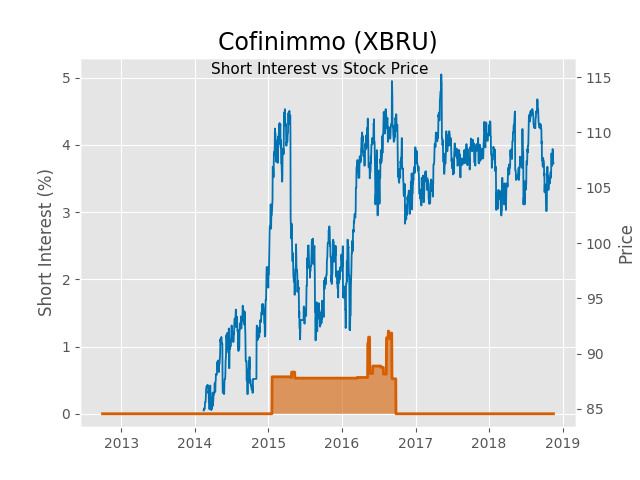 Cofinimmo (XBRU)
Short Interest vs Stock Price
Short Interest (%)
5
4
3
2
1
0
115
110
105
100
95
90
85
Price
2013 2014 2015 2016 2017 2018 2019